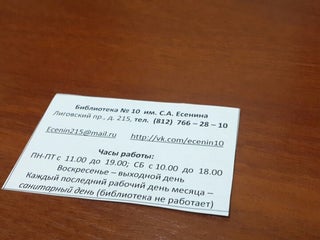 Библиотека № 10 им. С.А. Есенина
Лиговский пр., д. 215, тел. (812) 766 – 28 – 10
Ecenin215@mail.ru http://vk.com/ecenin10
Часы работы:
ПН-ПТ с 11.00 до 19.00; СБ с 10.00 до 18.00
Воскресенье – выходной день
Каждый последний рабочий день месяца –
санитарный день (библиотека не работает)